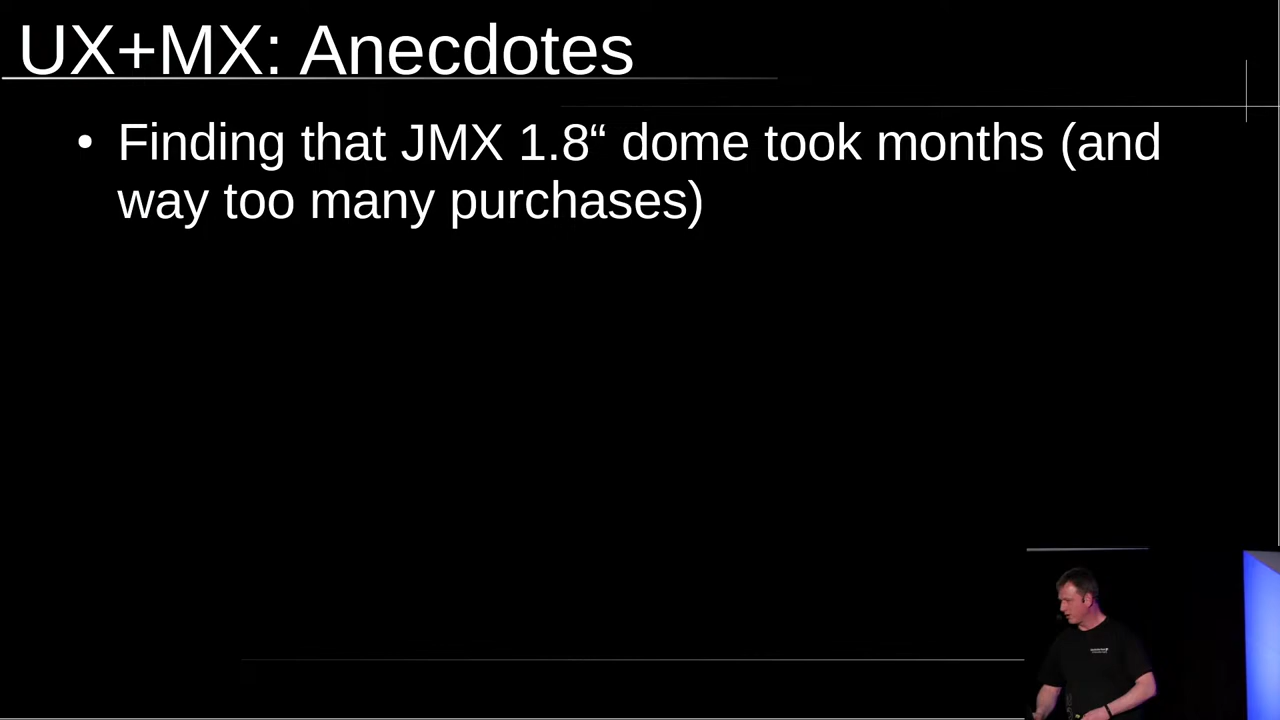 UX+MX: Anecdotes
• Finding that JMX 1.8“ dome took months (and
way too many purchases)